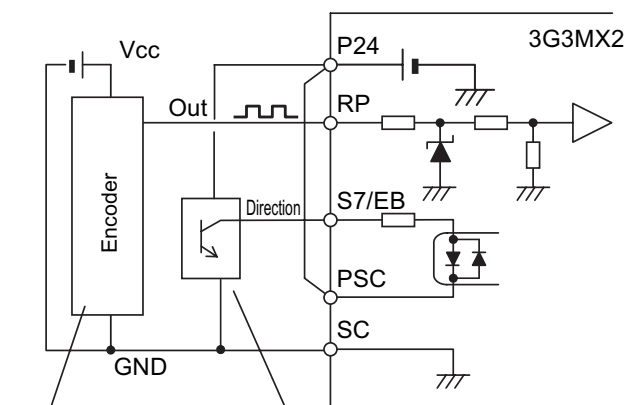 Vcc
P24
3G3MX2
Out
RP
Encoder
Direction
S7/EB
PSC
SC
GND